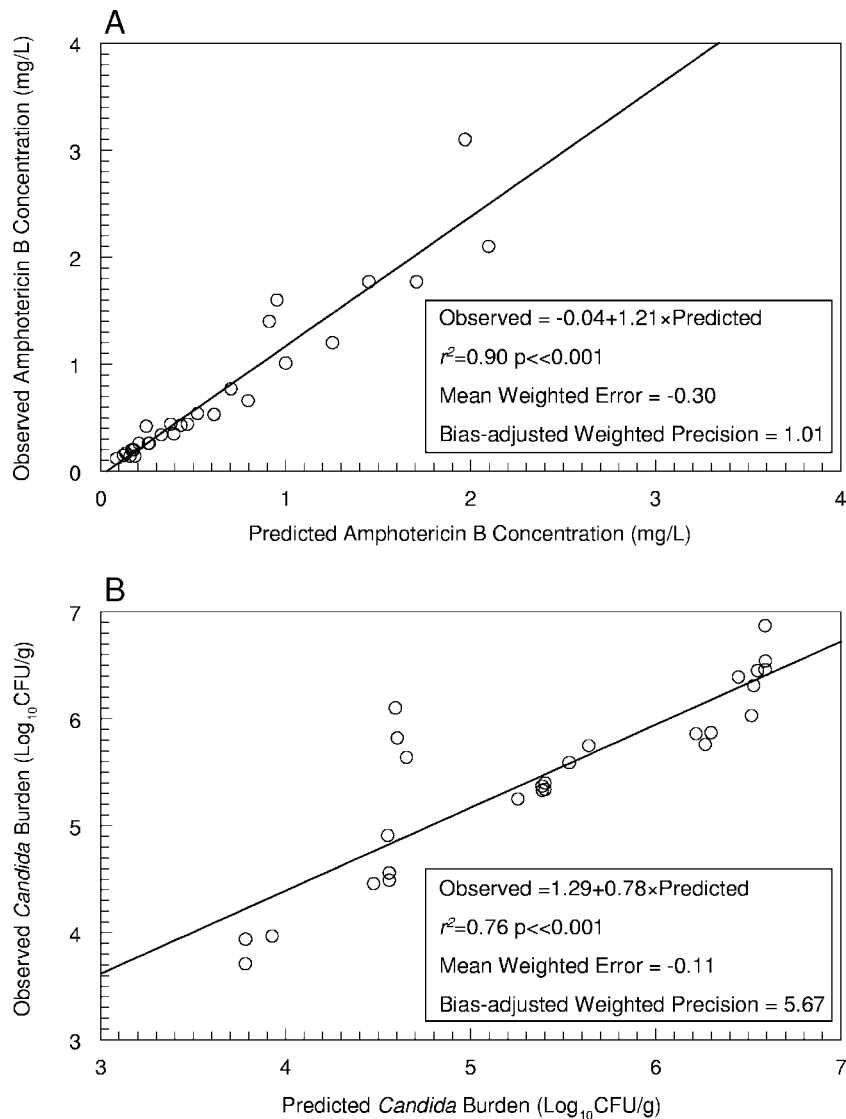 A
4
3
2
1
0
0 1 2 3 4
Observed Amphotericin B Concentration (mg/L)
Predicted Amphotericin B Concentration (mg/L)
Observed = -0.04+1.21×Predicted
r²=0.90 p<<0.001
Mean Weighted Error = -0.30
Bias-adjusted Weighted Precision = 1.01
B
7
6
5
4
3
3 4 5 6 7
Observed Candida Burden (Log₁₀CFU/g)
Predicted Candida Burden (Log₁₀CFU/g)
Observed =1.29+0.78×Predicted
r²=0.76 p<<0.001
Mean Weighted Error = -0.11
Bias-adjusted Weighted Precision = 5.67